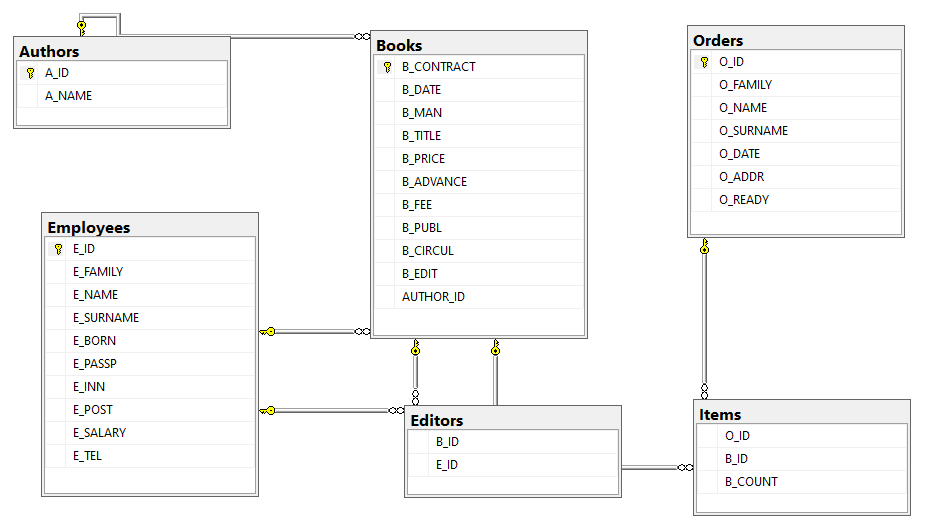 Authors
A_ID
A_NAME
Books
B_CONTRACT
B_DATE
B_MAN
B_TITLE
B_PRICE
B_ADVANCE
B_FEE
B_PUBL
B_CIRCUL
B_EDIT
AUTHOR_ID
Orders
O_ID
O_FAMILY
O_NAME
O_SURNAME
O_DATE
O_ADDR
O_READY
Employees
E_ID
E_FAMILY
E_NAME
E_SURNAME
E_BORN
E_PASSP
E_INN
E_POST
E_SALARY
E_TEL
Editors
B_ID
E_ID
Items
O_ID
B_ID
B_COUNT